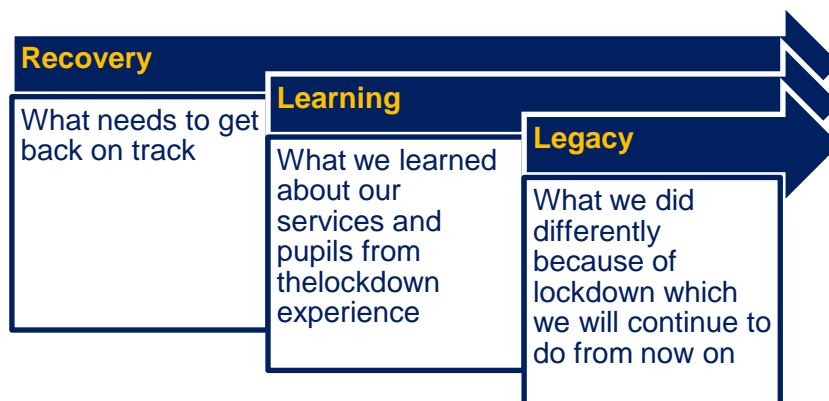 Recovery
What needs to get
back on track
Learning
What we learned
about our
services and
pupils from
thelockdown
experience
Legacy
What we did
differently
because of
lockdown which
we will continue to
do from now on